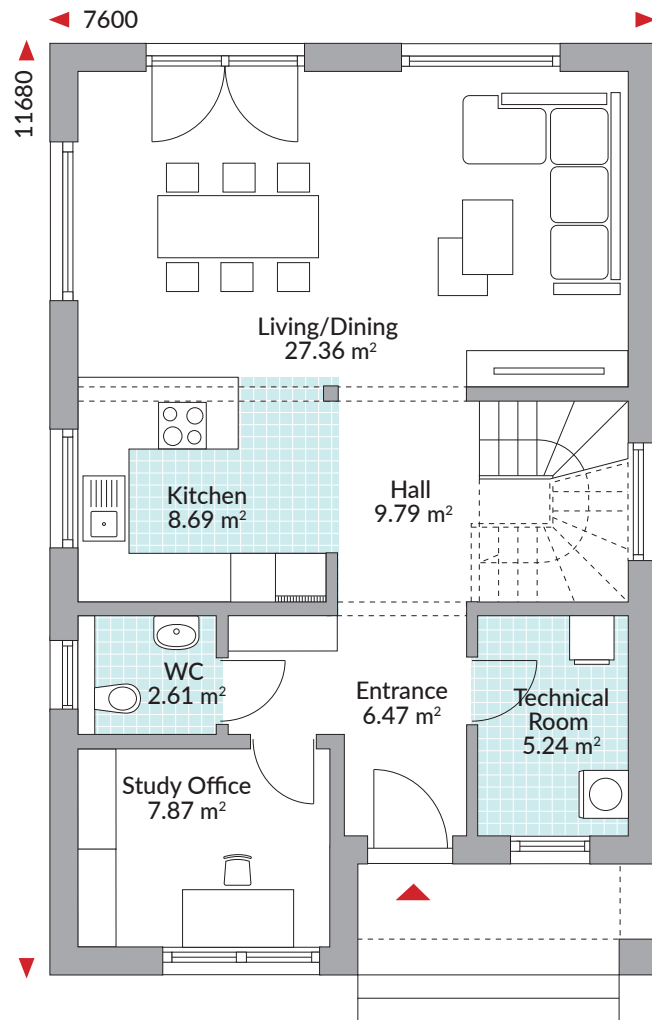 7600
11680
Living/Dining
27.36 m²
Kitchen
8.69 m²
Hall
9.79 m²
WC
2.61 m²
Entrance
6.47 m²
Technical
Room
5.24 m²
Study Office
7.87 m²